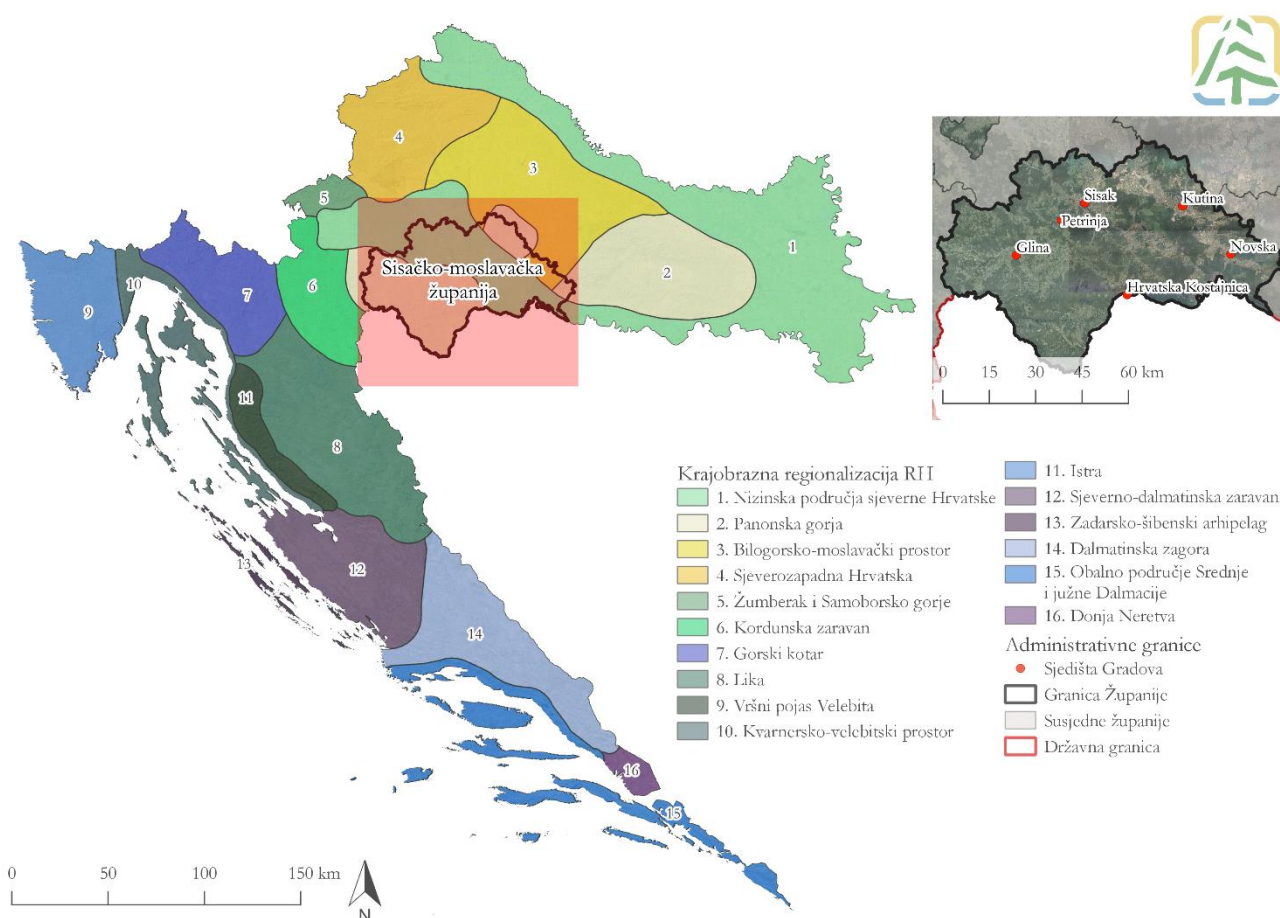 4
3
5
1
Sisačko-moslavačka
županija
2
6
7
10
9
11
8
12
13
14
16
15
0 50 100 150 km
N
Sisak
Kutina
Petrinja
Glina
Novska
Hrvatska Kostajnica
0 15 30 45 60 km
Krajobrazna regionalizacija RH
1. Nizinska područja sjeverne Hrvatske
2. Panonska gorja
3. Bilogorsko-moslavački prostor
4. Sjeverozapadna Hrvatska
5. Žumberak i Samoborsko gorje
6. Kordunska zaravan
7. Gorski kotar
8. Lika
9. Vršni pojas Velebita
10. Kvarnersko-velebitski prostor
11. Istra
12. Sjeverno-dalmatinska zaravan
13. Zadarsko-šibenski arhipelag
14. Dalmatinska zagora
15. Obalno područje Srednje
i južne Dalmacije
16. Donja Neretva
Administrativne granice
Sjedišta Gradova
Granica Županije
Susjedne županije
Državna granica